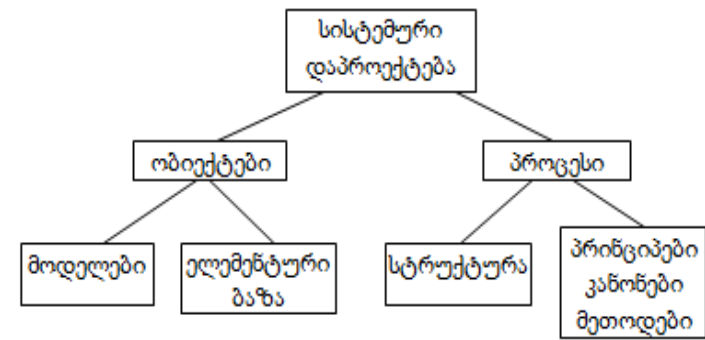 სისტემური
დაპროექტება
ობიექტები
პროცესი
მოდელები
ელემენტური
ბაზა
სტრუქტურა
პრინციპები
კანონები
მეთოდები